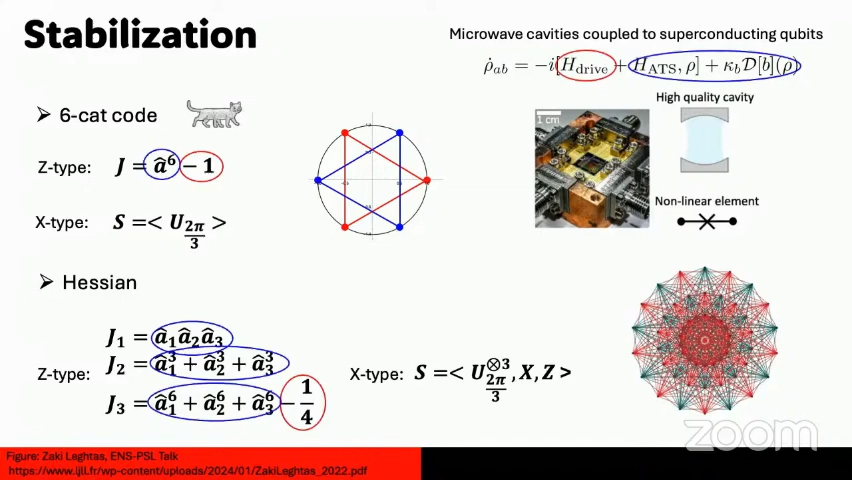 Stabilization
Microwave cavities coupled to superconducting qubits
ρ̇_ab = −i[H_drive + H_ATS, ρ] + κ_b 𝒟[b](ρ)
➢ 6-cat code
Z-type: J = â⁶ − 1
X-type: S =< U_{2π/3} >
1 cm
High quality cavity
Non-linear element
➢ Hessian
Z-type:
J₁ = â₁â₂â₃
J₂ = â₁³ + â₂³ + â₃³
J₃ = â₁⁶ + â₂⁶ + â₃⁶ − 1/4
X-type: S =< U_{2π/3}^{⊗3}, X, Z >
zoom
Figure: Zaki Leghtas, ENS-PSL Talk
https://www.ljll.fr/wp-content/uploads/2024/01/ZakiLeghtas_2022.pdf